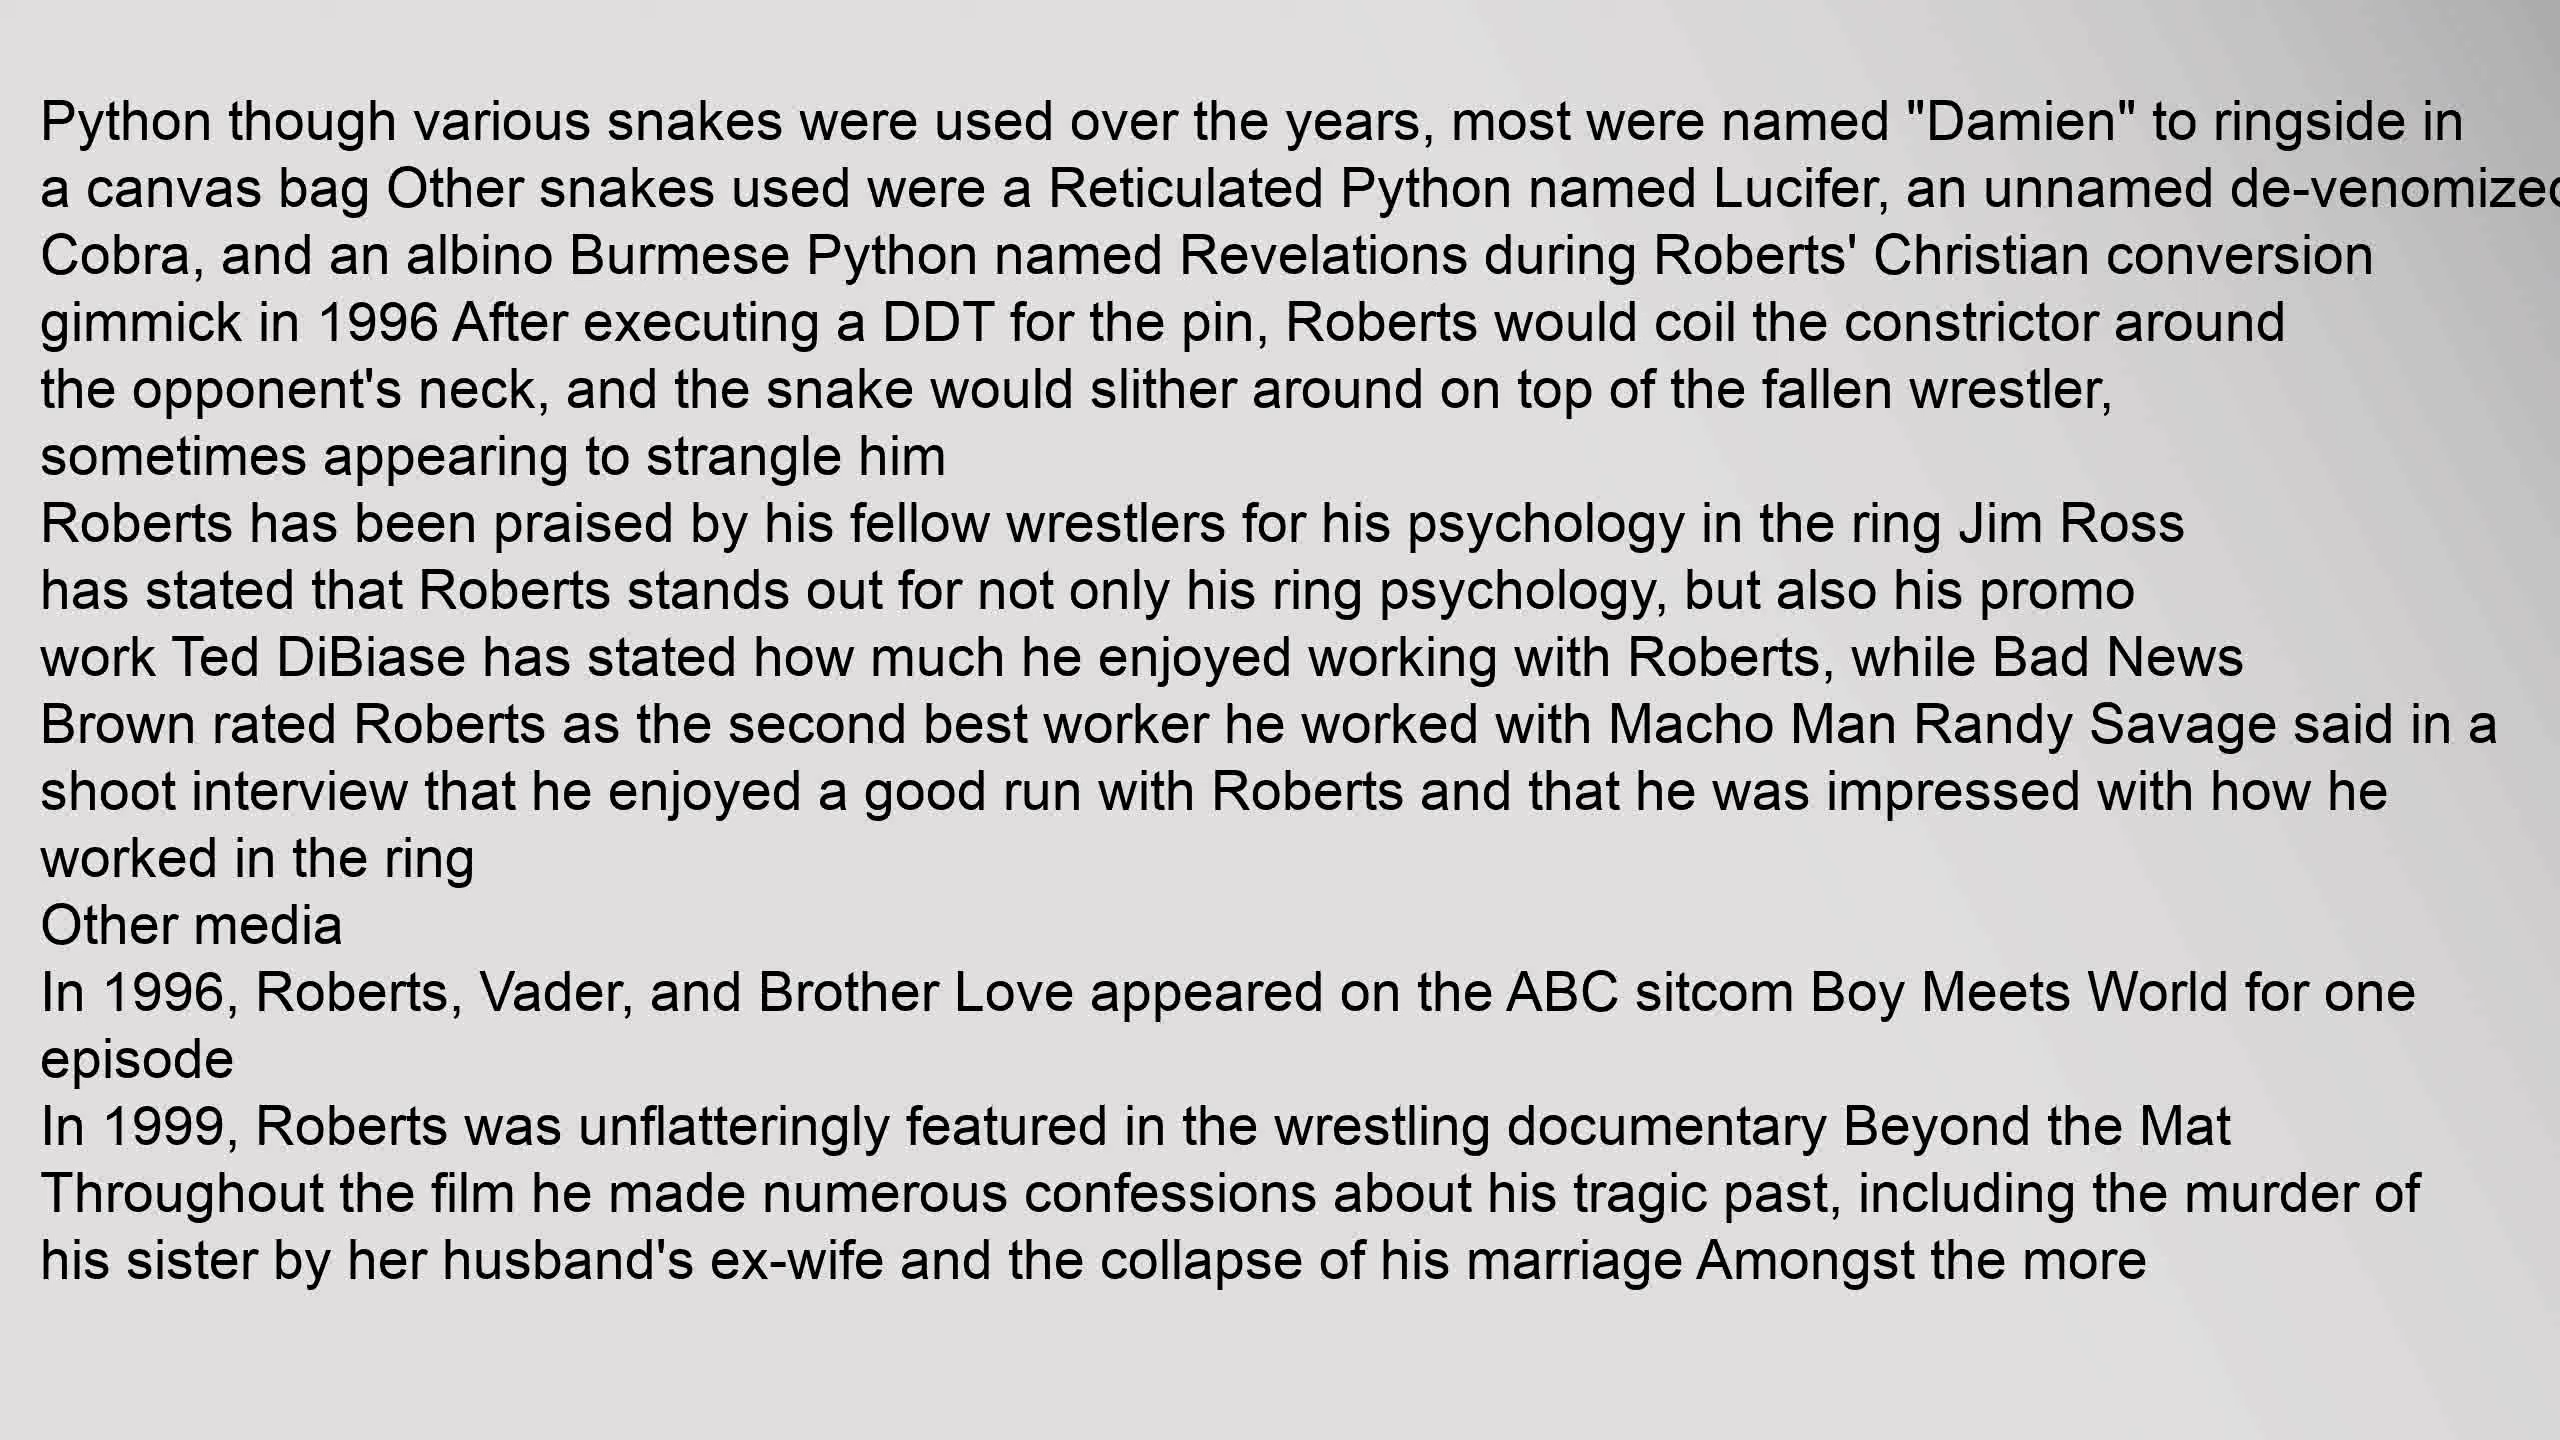 Python though various snakes were used over the years, most were named "Damien" to ringside in
a canvas bag Other snakes used were a Reticulated Python named Lucifer, an unnamed de-venomized
Cobra, and an albino Burmese Python named Revelations during Roberts' Christian conversion
gimmick in 1996 After executing a DDT for the pin, Roberts would coil the constrictor around
the opponent's neck, and the snake would slither around on top of the fallen wrestler,
sometimes appearing to strangle him
Roberts has been praised by his fellow wrestlers for his psychology in the ring Jim Ross
has stated that Roberts stands out for not only his ring psychology, but also his promo
work Ted DiBiase has stated how much he enjoyed working with Roberts, while Bad News
Brown rated Roberts as the second best worker he worked with Macho Man Randy Savage said in a
shoot interview that he enjoyed a good run with Roberts and that he was impressed with how he
worked in the ring
Other media
In 1996, Roberts, Vader, and Brother Love appeared on the ABC sitcom Boy Meets World for one
episode
In 1999, Roberts was unflatteringly featured in the wrestling documentary Beyond the Mat
Throughout the film he made numerous confessions about his tragic past, including the murder of
his sister by her husband's ex-wife and the collapse of his marriage Amongst the more